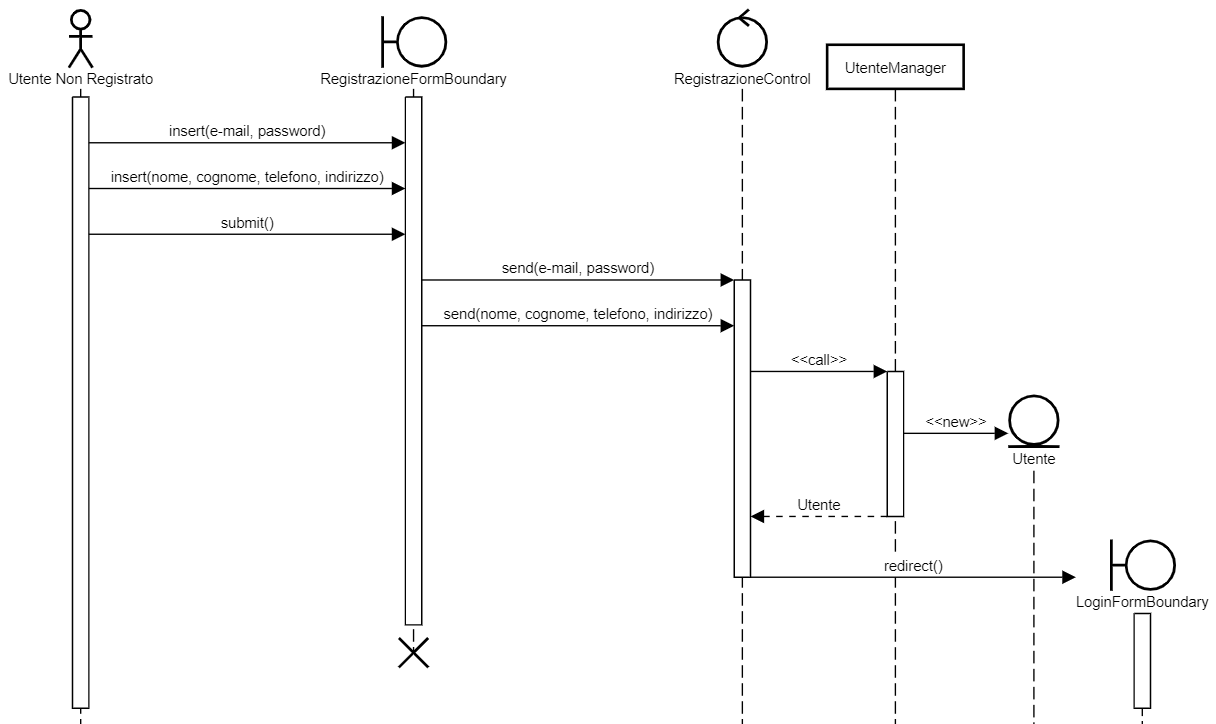 Utente Non Registrato
RegistrazioneFormBoundary
RegistrazioneControl
UtenteManager
insert(e-mail, password)
insert(nome, cognome, telefono, indirizzo)
submit()
send(e-mail, password)
send(nome, cognome, telefono, indirizzo)
<<call>>
<<new>>
Utente
Utente
redirect()
LoginFormBoundary